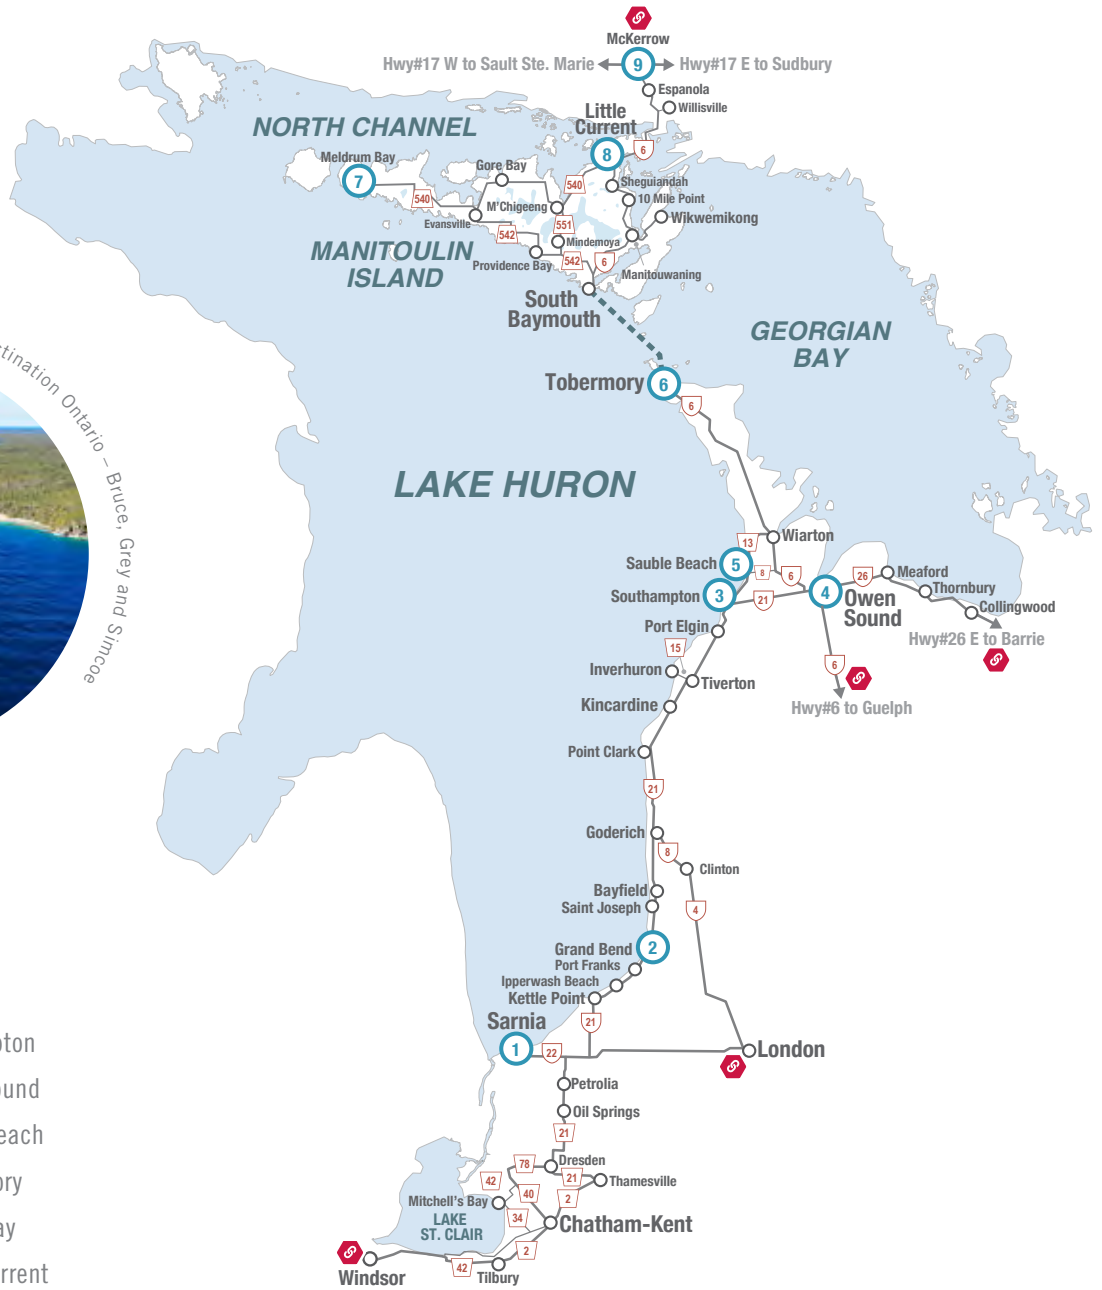 McKerrow
Hwy#17 W to Sault Ste. Marie
9
Hwy#17 E to Sudbury
Espanola
Willisville
Little
Current
NORTH CHANNEL
6
8
Meldrum Bay
7
Gore Bay
540
Sheguiandah
540
10 Mile Point
M'Chigeeng
Wikwemikong
Evansville
551
542
Mindemoya
MANITOULIN
ISLAND
Providence Bay
542
6
Manitouwaning
South
Baymouth
GEORGIAN
BAY
Tobermory
6
6
Destination Ontario – Bruce, Grey and Simcoe
LAKE HURON
13
Wiarton
Sauble Beach
5
8
6
26
Meaford
Southampton
3
21
4
Owen
Sound
Thornbury
Collingwood
Port Elgin
Hwy#26 E to Barrie
15
Inverhuron
Tiverton
6
Kincardine
Hwy#6 to Guelph
Point Clark
21
Goderich
8
Clinton
Bayfield
Saint Joseph
4
Grand Bend
2
Port Franks
Ipperwash Beach
Kettle Point
Sarnia
21
1
22
London
Petrolia
Oil Springs
21
78
Dresden
42
21
Thamesville
40
2
Mitchell's Bay
34
Chatham-Kent
LAKE
ST. CLAIR
2
42
Windsor
Tilbury
pton
ound
each
ory
ay
rrent